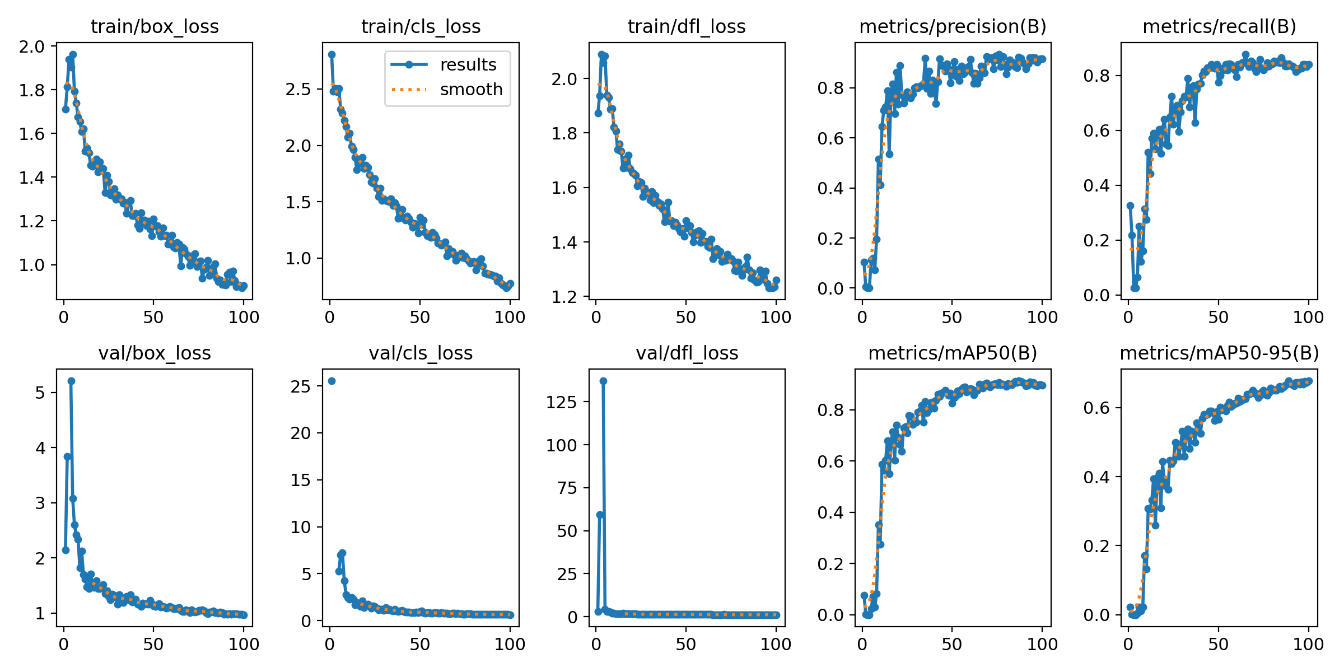 train/box_loss
train/cls_loss
train/dfl_loss
metrics/precision(B)
metrics/recall(B)
results
smooth
2.0
1.8
1.6
1.4
1.2
1.0
0 50 100
2.5
2.0
1.5
1.0
0 50 100
2.0
1.8
1.6
1.4
1.2
0 50 100
0.8
0.6
0.4
0.2
0.0
0 50 100
0.8
0.6
0.4
0.2
0.0
0 50 100
val/box_loss
val/cls_loss
val/dfl_loss
metrics/mAP50(B)
metrics/mAP50-95(B)
5
4
3
2
1
0 50 100
25
20
15
10
5
0
0 50 100
125
100
75
50
25
0
0 50 100
0.8
0.6
0.4
0.2
0.0
0 50 100
0.6
0.4
0.2
0.0
0 50 100